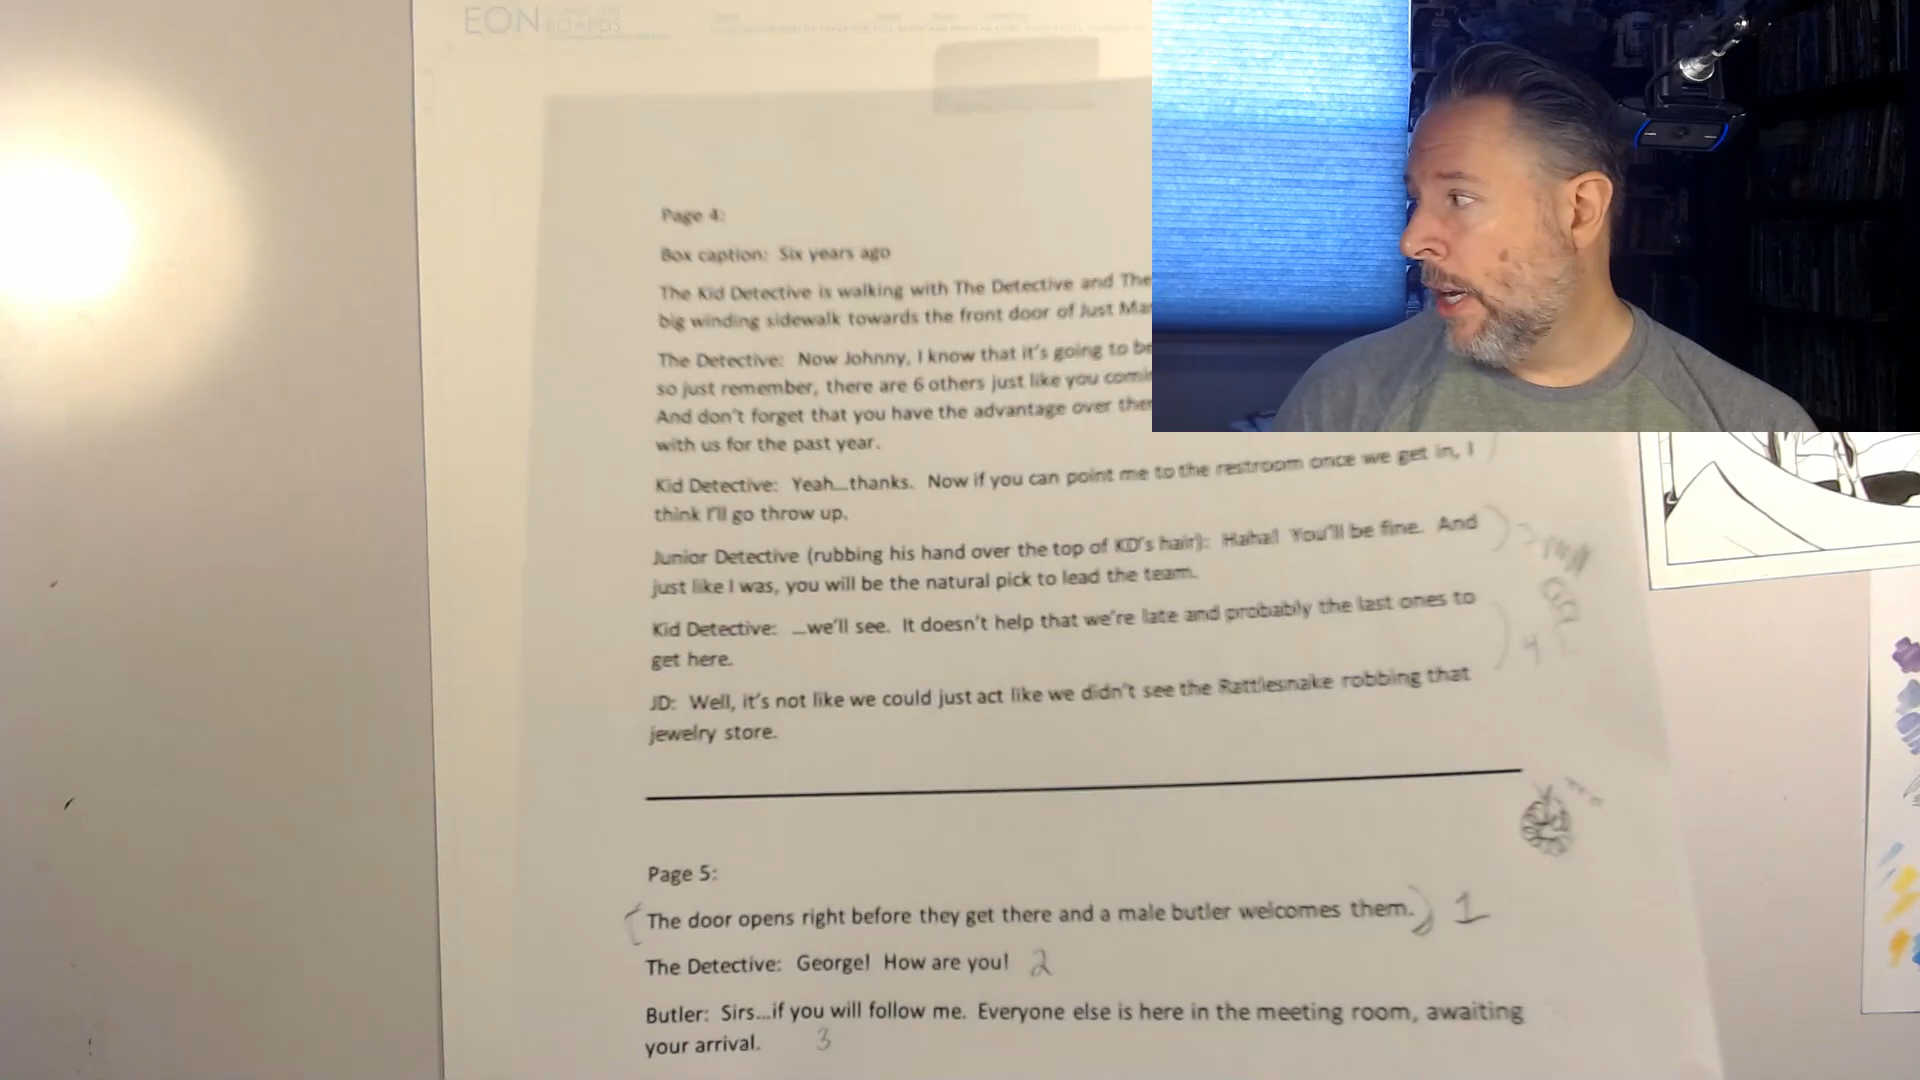 EON
BOARDS
Page 4:
Box caption: Six years ago
The Kid Detective is walking with The Detective and The
big winding sidewalk towards the front door of Just Ma
The Detective: Now Johnny, I know that it's going to be
so just remember, there are 6 others just like you comi
And don't forget that you have the advantage over the
with us for the past year.
Kid Detective: Yeah...thanks. Now if you can point me to the restroom once we get in, I
think I'll go throw up.
Junior Detective (rubbing his hand over the top of KD's hair): Haha! You'll be fine. And
just like I was, you will be the natural pick to lead the team.
Kid Detective: ...we'll see. It doesn't help that we're late and probably the last ones to
get here.
4
JD: Well, it's not like we could just act like we didn't see the Rattlesnake robbing that
jewelry store.
Page 5:
(The door opens right before they get there and a male butler welcomes them.) 1
The Detective: George! How are you! 2
Butler: Sirs...if you will follow me. Everyone else is here in the meeting room, awaiting
your arrival. 3